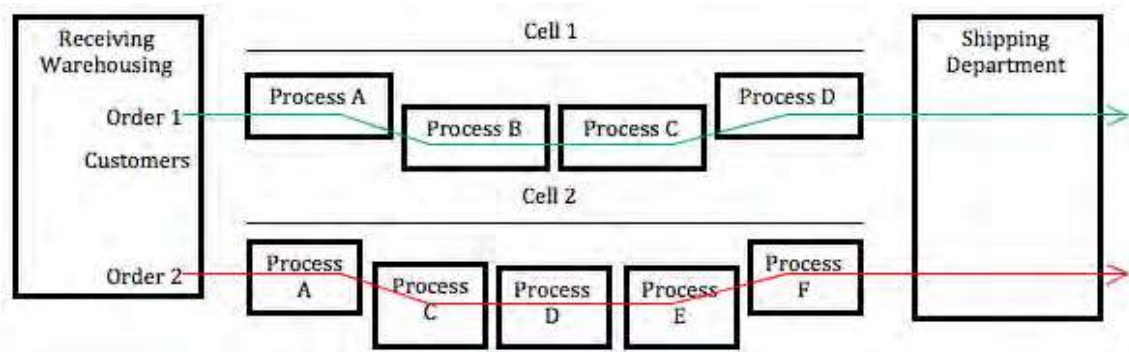 Receiving
Warehousing
Order 1
Customers
Order 2
Cell 1
Process A
Process B
Process C
Process D
Cell 2
Process
A
Process
C
Process
D
Process
E
Process
F
Shipping
Department